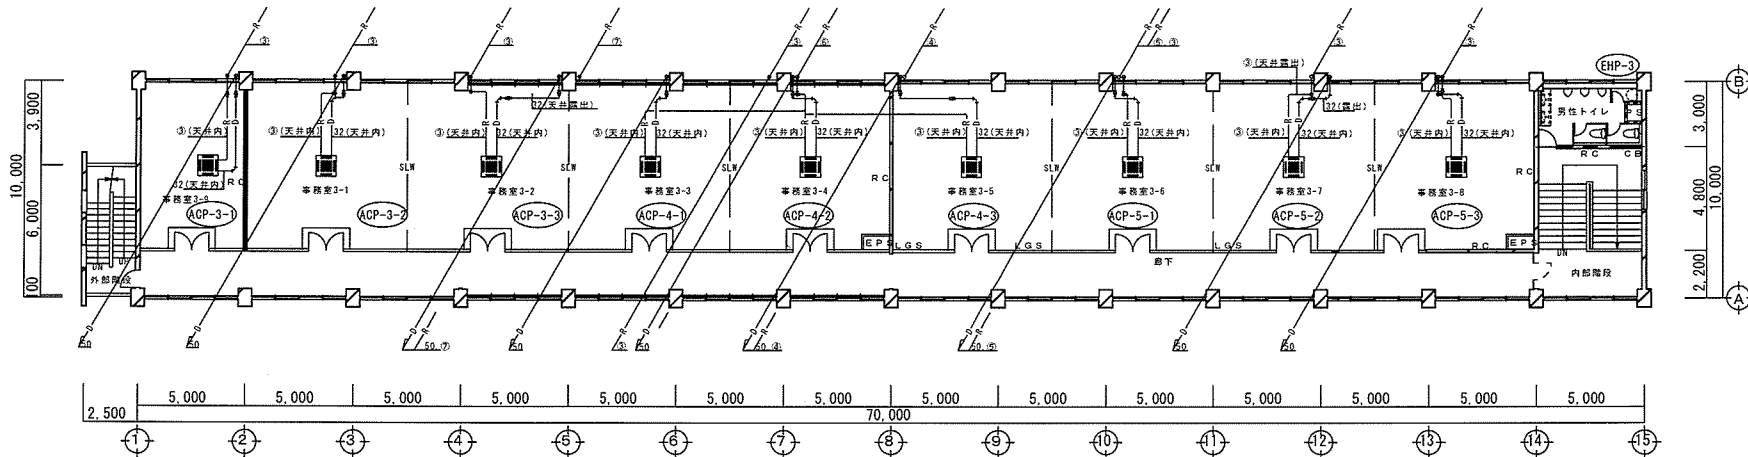 R R R R R R R R R R R
③ ③ ③ ⑦ ③ ⑥ ④ ⑤ ③ ③ ③
③(天井露出)
EHP-3
B
3,900
6,000
10,000
100
③(天井内) ③(天井内) 32(天井内) ③(天井内) 32(天井内) ③(天井内) 32(天井内) ③(天井内) 32(天井内) ③(天井内) 32(天井内) ③(天井内) 32(天井内) ③(天井内) 32(天井内) ③(天井内) 32(天井内)
32(天井露出) 32(露出)
男性トイレ
PS
RC CB
32(天井内) RC
SLW SLW SLW SLW SLW SLW
RC RC
事務室3-1 事務室3-2 事務室3-3 事務室3-4 事務室3-5 事務室3-6 事務室3-7 事務室3-8
事務室3-9
ACP-3-1 ACP-3-2 ACP-3-3 ACP-4-1 ACP-4-2 ACP-4-3 ACP-5-1 ACP-5-2 ACP-5-3
EPS LGS LGS LGS RC EPS
DN UP
外部階段
廊下
DN
内部階段
3,000
4,800
2,200
10,000
A
50 50 50,⑦ 50 ③ 50 50,④ 50,⑤ 50 50
5,000 5,000 5,000 5,000 5,000 5,000 5,000 5,000 5,000 5,000 5,000 5,000 5,000 5,000
2,500 70,000
1 2 3 4 5 6 7 8 9 10 11 12 13 14 15